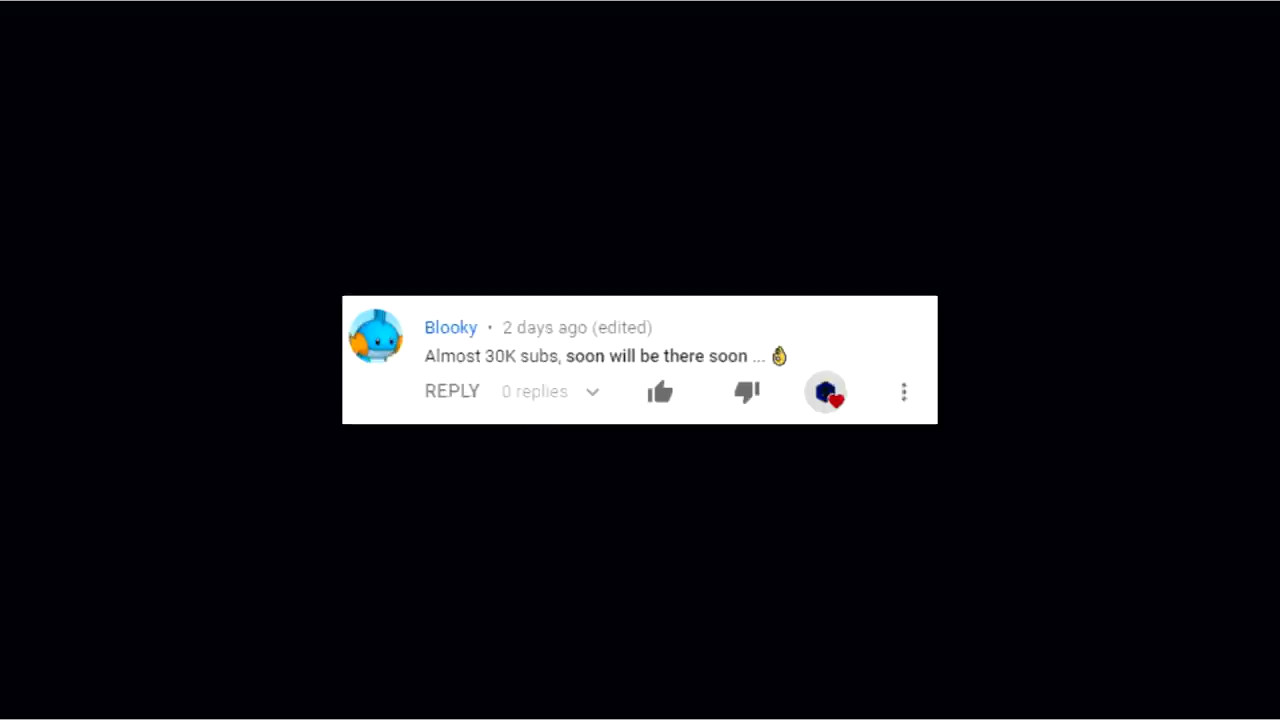 Blooky • 2 days ago (edited)
Almost 30K subs, soon will be there soon ... 👌
REPLY 0 replies